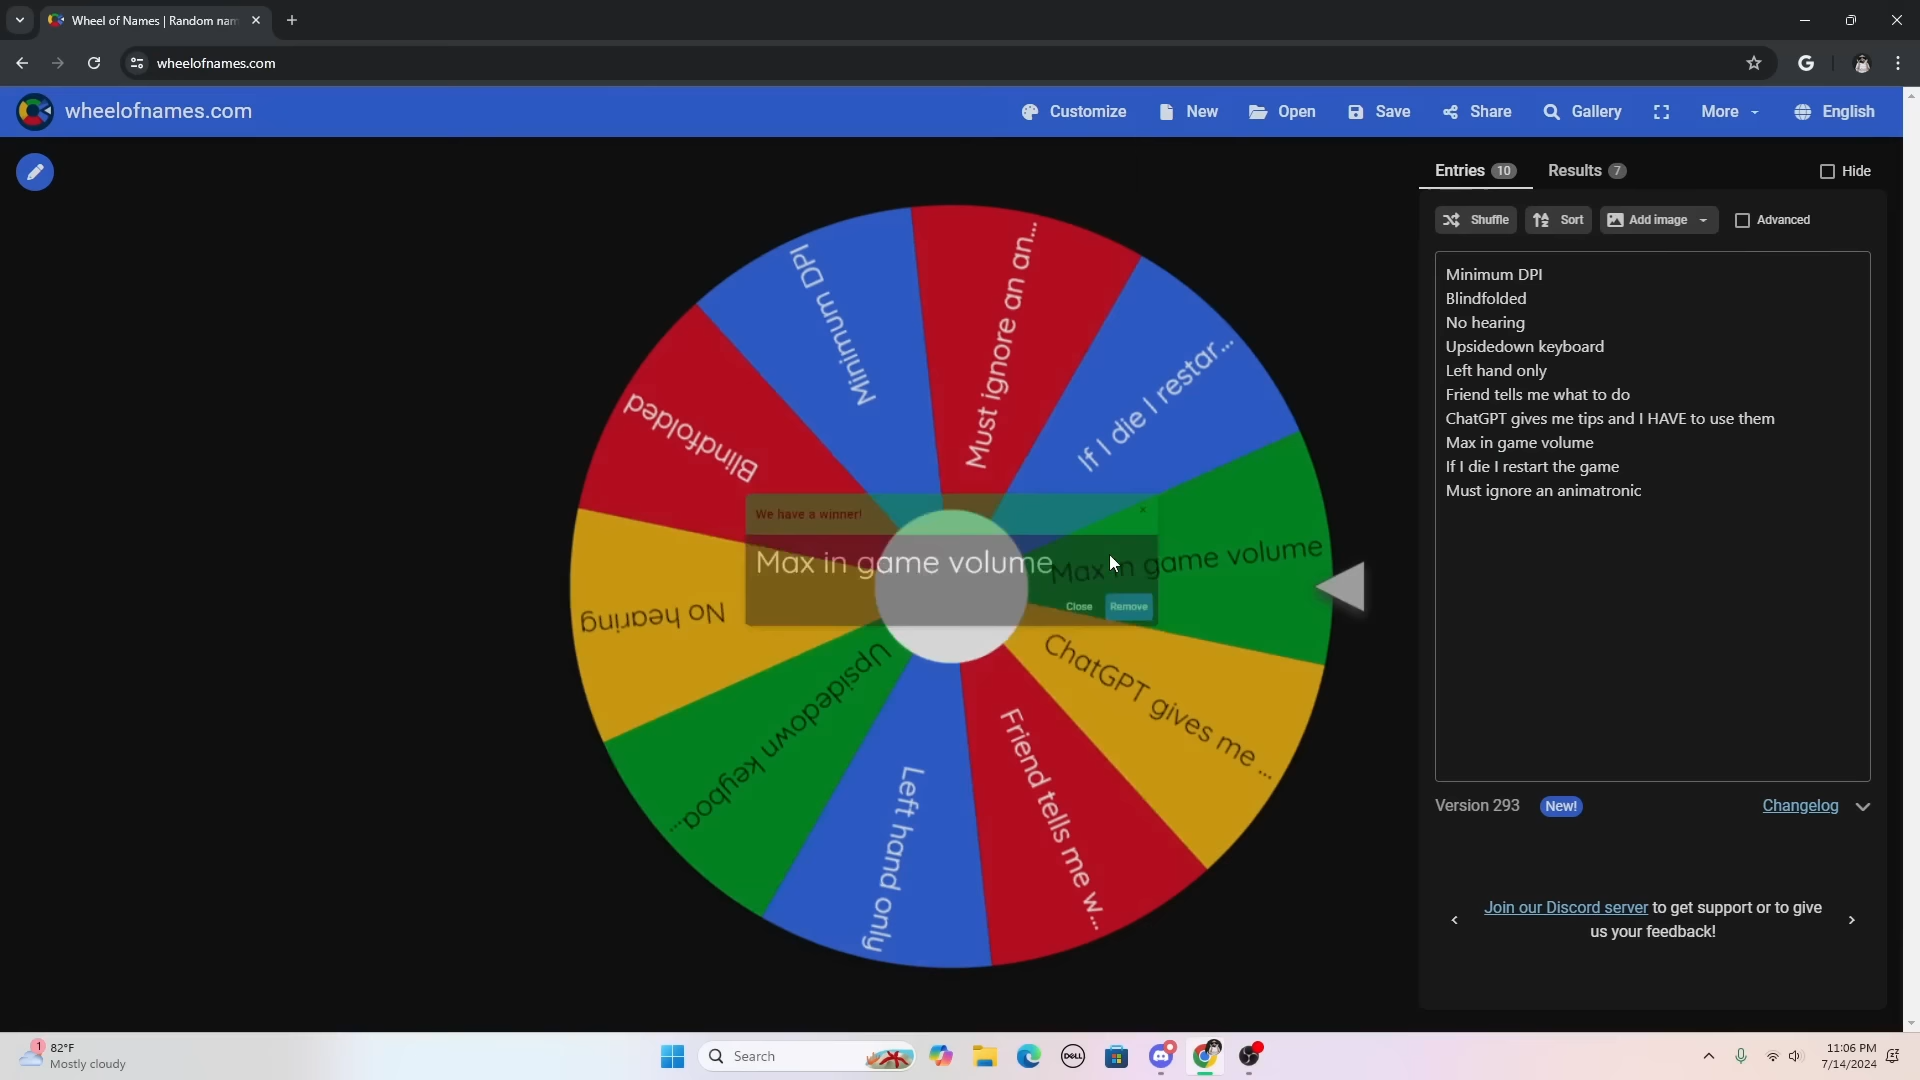 Wheel of Names | Random nam
wheelofnames.com
wheelofnames.com
Customize
New
Open
Save
Share
Gallery
More
English
Entries 10
Results 7
Hide
Shuffle
Sort
Add image
Advanced
Minimum DPI
Blindfolded
No hearing
Upsidedown keyboard
Left hand only
Friend tells me what to do
ChatGPT gives me tips and I HAVE to use them
Max in game volume
If I die I restart the game
Must ignore an animatronic
Minimum DPI
Must ignore an an...
If I die I restar...
Blindfolded
We have a winner!
Max in game volume
Close
Remove
Max in game volume
No hearing
ChatGPT gives me ...
Upsidedown keyboa...
Friend tells me w...
Left hand only
Version 293
New!
Changelog
Join our Discord server to get support or to give
us your feedback!
1
82°F
Mostly cloudy
Search
DELL
11:06 PM
7/14/2024